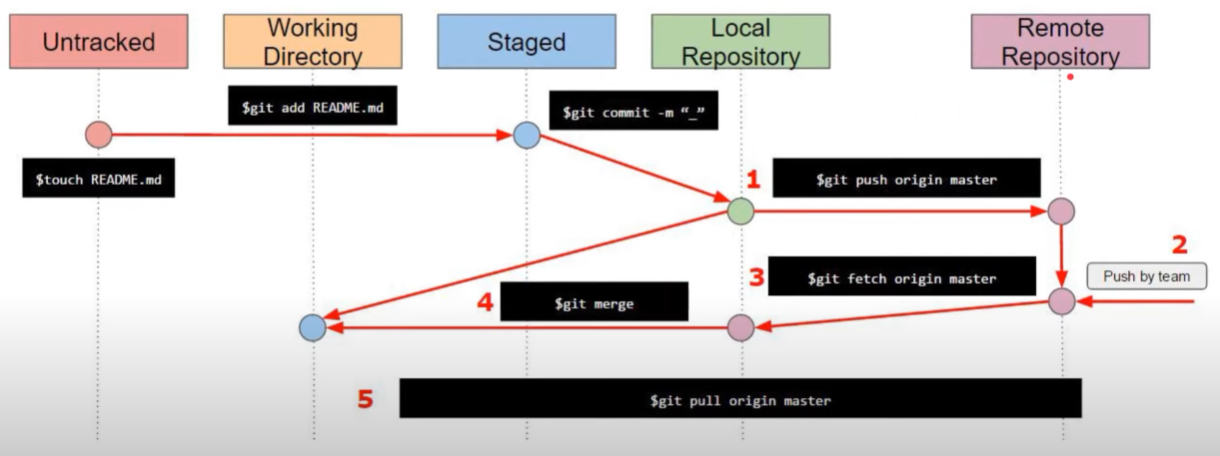 Untracked
Working
Directory
Staged
Local
Repository
Remote
Repository
$git add README.md
$git commit -m “_”
$touch README.md
1
$git push origin master
2
Push by team
3
$git fetch origin master
4
$git merge
5
$git pull origin master